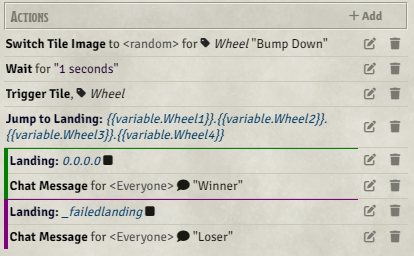 Actions + Add
Switch Tile Image to <random> for Wheel "Bump Down"
Wait for "1 seconds"
Trigger Tile, Wheel
Jump to Landing: {{variable.Wheel1}}.{{variable.Wheel2}}.
{{variable.Wheel3}}.{{variable.Wheel4}}
Landing: 0.0.0.0
Chat Message for <Everyone> "Winner"
Landing: _failedlanding
Chat Message for <Everyone> "Loser"